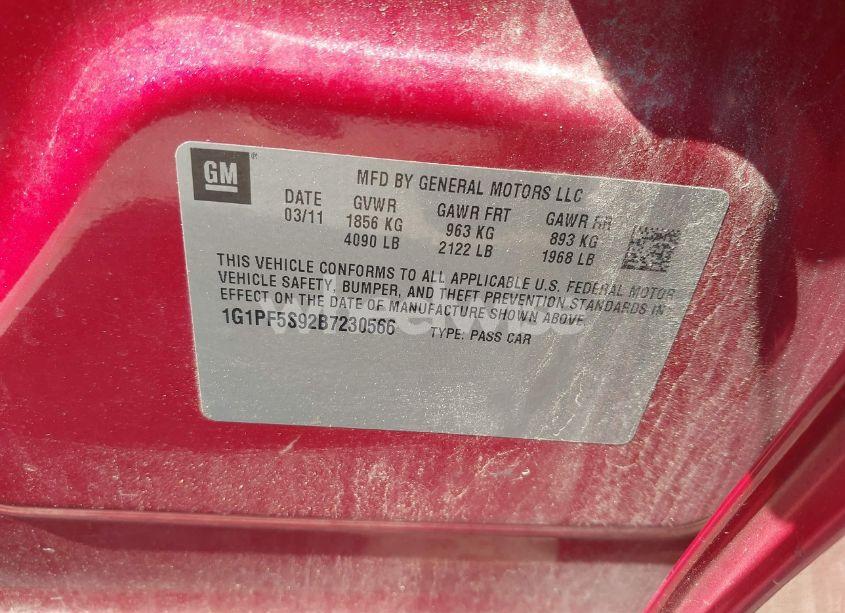 GM®
MFD BY GENERAL MOTORS LLC
DATE GVWR GAWR FRT GAWR RR
03/11 1856 KG 963 KG 893 KG
4090 LB 2122 LB 1968 LB
THIS VEHICLE CONFORMS TO ALL APPLICABLE U.S. FEDERAL MOTOR
VEHICLE SAFETY, BUMPER, AND THEFT PREVENTION STANDARDS IN
EFFECT ON THE DATE OF MANUFACTURE SHOWN ABOVE.
1G1PF5S92B7230566 TYPE: PASS CAR